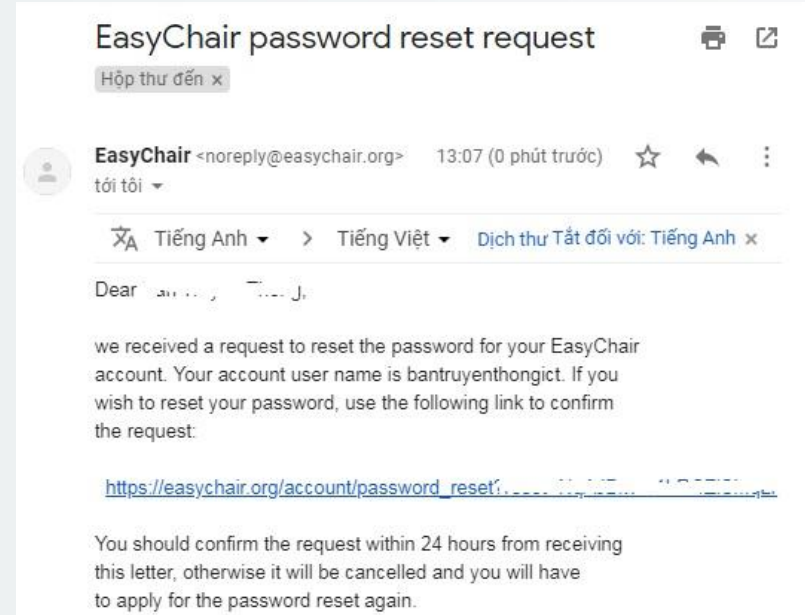 EasyChair password reset request
Hộp thư đến ×
EasyChair <noreply@easychair.org> 13:07 (0 phút trước)
tới tôi
Tiếng Anh > Tiếng Việt Dịch thư Tắt đối với: Tiếng Anh ×
Dear
we received a request to reset the password for your EasyChair
account. Your account user name is bantruyenthongict. If you
wish to reset your password, use the following link to confirm
the request:
https://easychair.org/account/password_reset?
You should confirm the request within 24 hours from receiving
this letter, otherwise it will be cancelled and you will have
to apply for the password reset again.